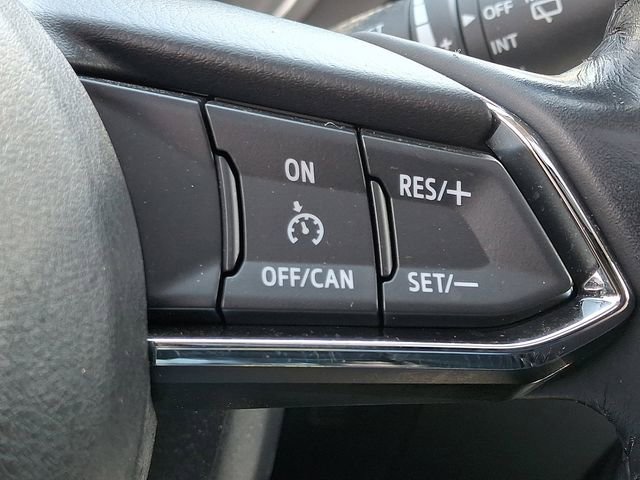 OFF
INT
ON
RES/+
OFF/CAN
SET/–